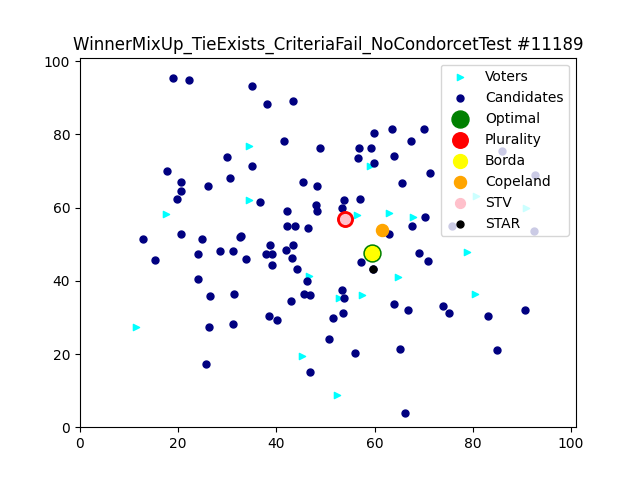 WinnerMixUp_TieExists_CriteriaFail_NoCondorcetTest #11189
100
80
60
40
20
0
0
20
40
60
80
100
Voters
Candidates
Optimal
Plurality
Borda
Copeland
STV
STAR